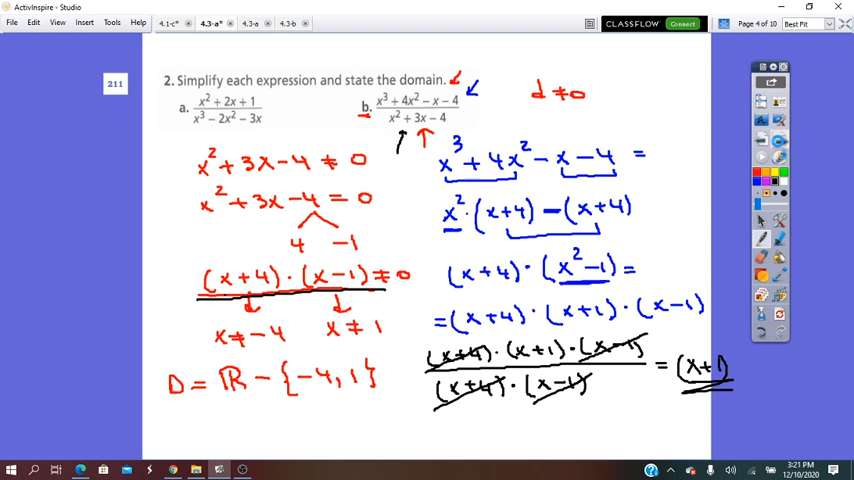 ActivInspire - Studio
File Edit View Insert Tools Help
4.1-c* 4.3-a* 4.3-a 4.3-b
CLASSFLOW Connect
Page 4 of 10
Best Fit
211
2. Simplify each expression and state the domain.
a. (x² + 2x + 1)/(x³ − 2x² − 3x)
b. (x³ + 4x² − x − 4)/(x² + 3x − 4)
d ≠ 0
x² + 3x − 4 ≠ 0
x² + 3x − 4 = 0
4 −1
(x+4) · (x−1) ≠ 0
x ≠ −4 x ≠ 1
D = ℝ − {−4, 1}
x³ + 4x² − x − 4 =
x² · (x+4) − (x+4)
(x+4) · (x² − 1) =
= (x+4) · (x+1) · (x−1)
(x+4) · (x+1) · (x−1)
(x+4) · (x−1)
= (x+1)
3:21 PM
12/10/2020